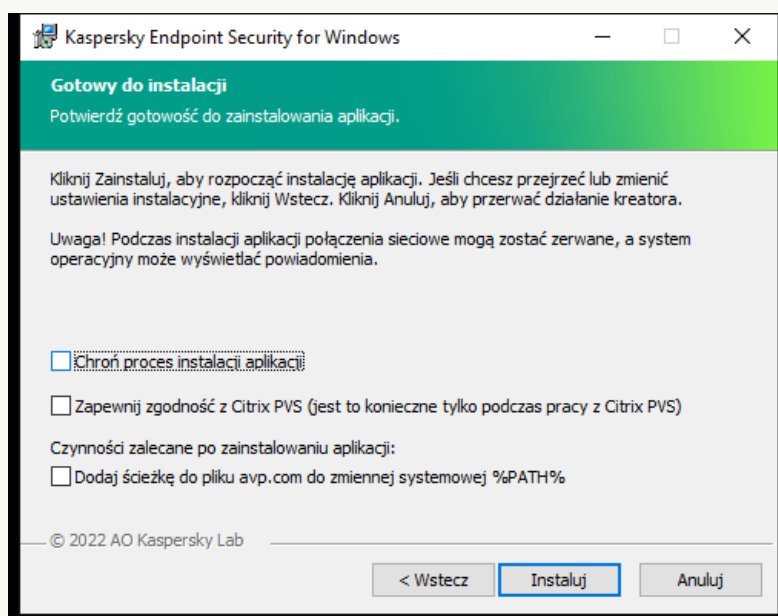 Kaspersky Endpoint Security for Windows
Gotowy do instalacji
Potwierdź gotowość do zainstalowania aplikacji.
Kliknij Zainstaluj, aby rozpocząć instalację aplikacji. Jeśli chcesz przejrzeć lub zmienić
ustawienia instalacyjne, kliknij Wstecz. Kliknij Anuluj, aby przerwać działanie kreatora.
Uwaga! Podczas instalacji aplikacji połączenia sieciowe mogą zostać zerwane, a system
operacyjny może wyświetlać powiadomienia.
Chroń proces instalacji aplikacji
Zapewnij zgodność z Citrix PVS (jest to konieczne tylko podczas pracy z Citrix PVS)
Czynności zalecane po zainstalowaniu aplikacji:
Dodaj ścieżkę do pliku avp.com do zmiennej systemowej %PATH%
© 2022 AO Kaspersky Lab
< Wstecz Instaluj Anuluj